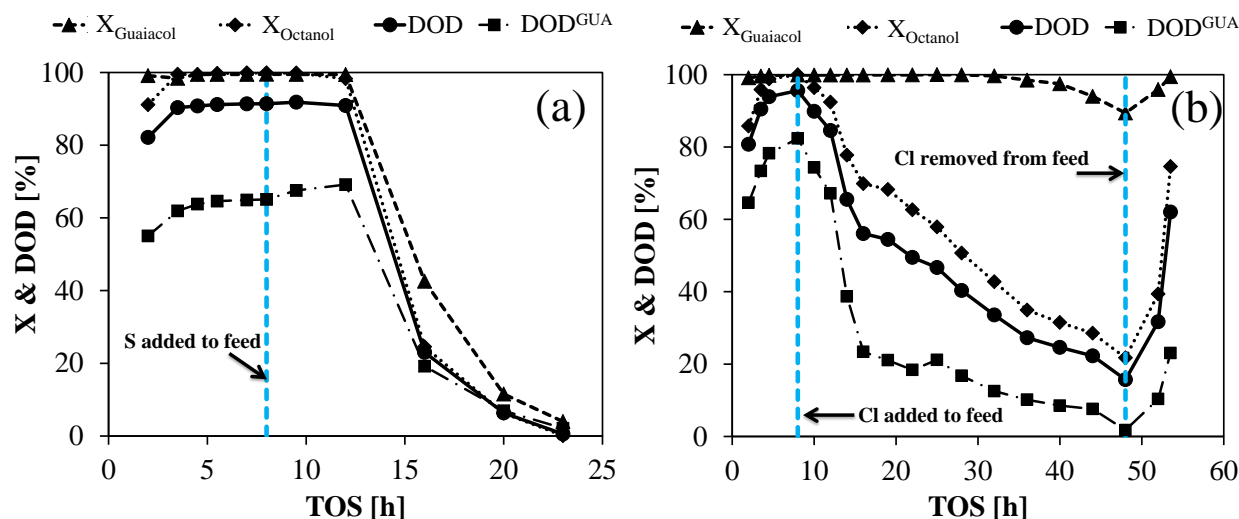 X_Guaiacol X_Octanol DOD DOD^GUA
(a)
X & DOD [%]
100
80
60
40
20
0
S added to feed
0 5 10 15 20 25
TOS [h]
X_Guaiacol X_Octanol DOD DOD^GUA
(b)
X & DOD [%]
100
80
60
40
20
0
Cl removed from feed
Cl added to feed
0 10 20 30 40 50 60
TOS [h]